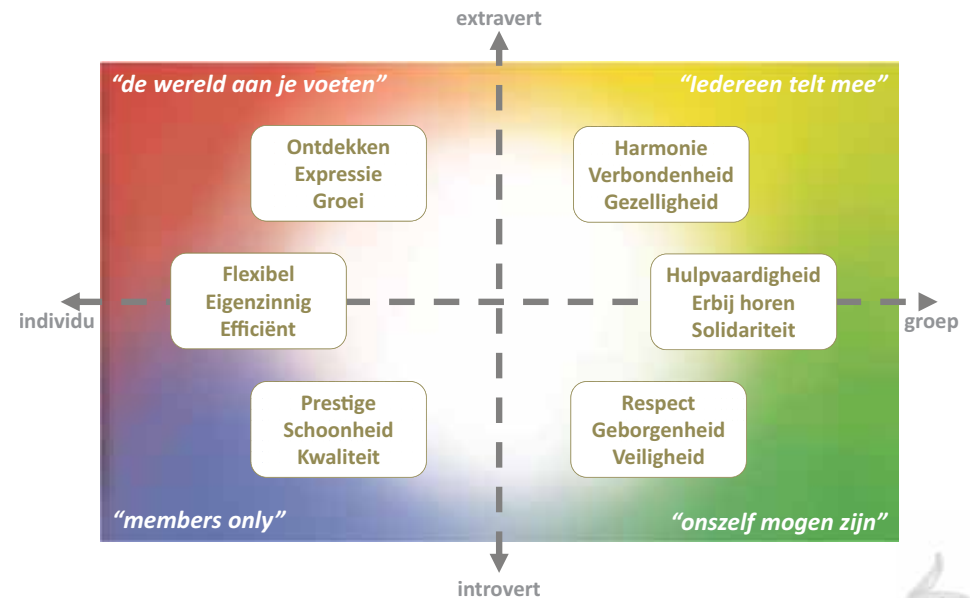 extravert
“de wereld aan je voeten”
“Iedereen telt mee”
Ontdekken
Expressie
Groei
Harmonie
Verbondenheid
Gezelligheid
Flexibel
Eigenzinnig
Efficiënt
Hulpvaardigheid
Erbij horen
Solidariteit
individu
groep
Prestige
Schoonheid
Kwaliteit
Respect
Geborgenheid
Veiligheid
“members only”
“onszelf mogen zijn”
introvert